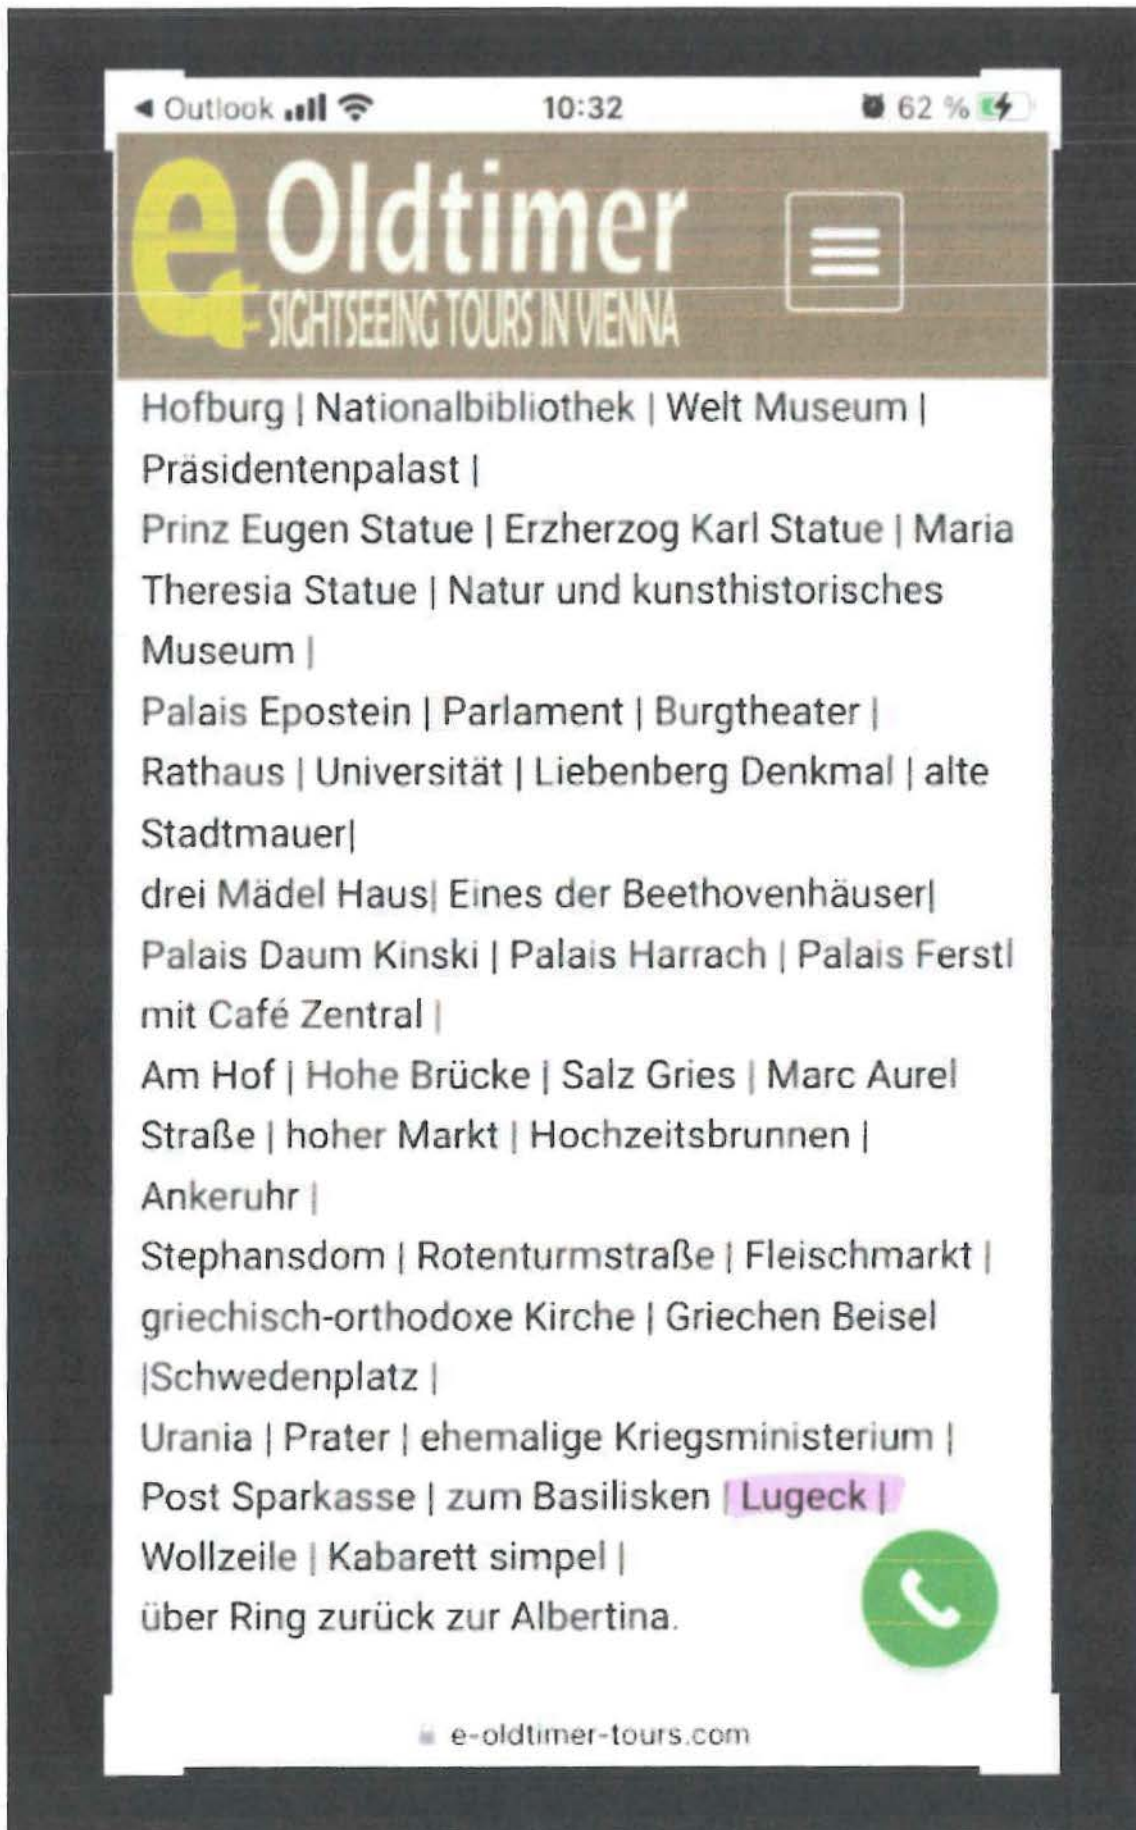 ◀ Outlook
10:32
62 %
e Oldtimer
SIGHTSEEING TOURS IN VIENNA
Hofburg | Nationalbibliothek | Welt Museum |
Präsidentenpalast |
Prinz Eugen Statue | Erzherzog Karl Statue | Maria
Theresia Statue | Natur und kunsthistorisches
Museum |
Palais Epostein | Parlament | Burgtheater |
Rathaus | Universität | Liebenberg Denkmal | alte
Stadtmauer|
drei Mädel Haus| Eines der Beethovenhäuser|
Palais Daum Kinski | Palais Harrach | Palais Ferstl
mit Café Zentral |
Am Hof | Hohe Brücke | Salz Gries | Marc Aurel
Straße | hoher Markt | Hochzeitsbrunnen |
Ankeruhr |
Stephansdom | Rotenturmstraße | Fleischmarkt |
griechisch-orthodoxe Kirche | Griechen Beisel
|Schwedenplatz |
Urania | Prater | ehemalige Kriegsministerium |
Post Sparkasse | zum Basilisken | Lugeck |
Wollzeile | Kabarett simpel |
über Ring zurück zur Albertina.
e-oldtimer-tours.com